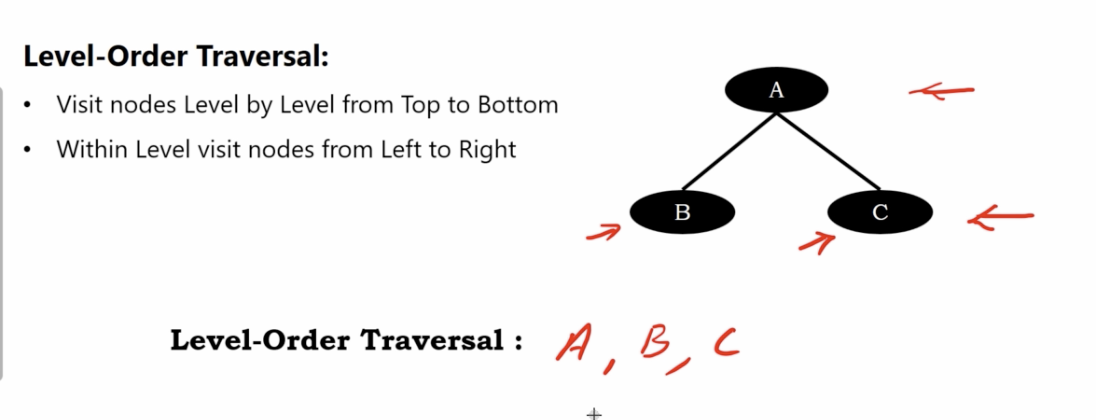 Level-Order Traversal:
• Visit nodes Level by Level from Top to Bottom
• Within Level visit nodes from Left to Right
A
B
C
Level-Order Traversal : A, B, C